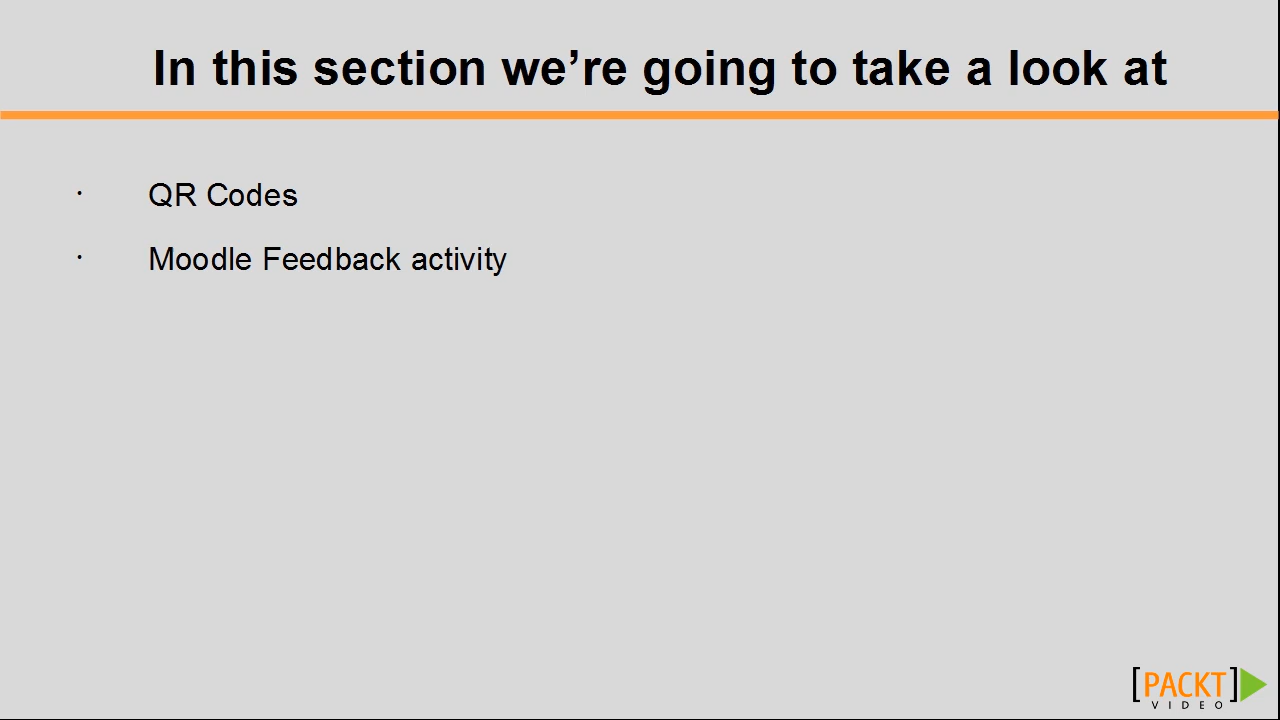 In this section we’re going to take a look at
· QR Codes
· Moodle Feedback activity
[PACKT]
VIDEO